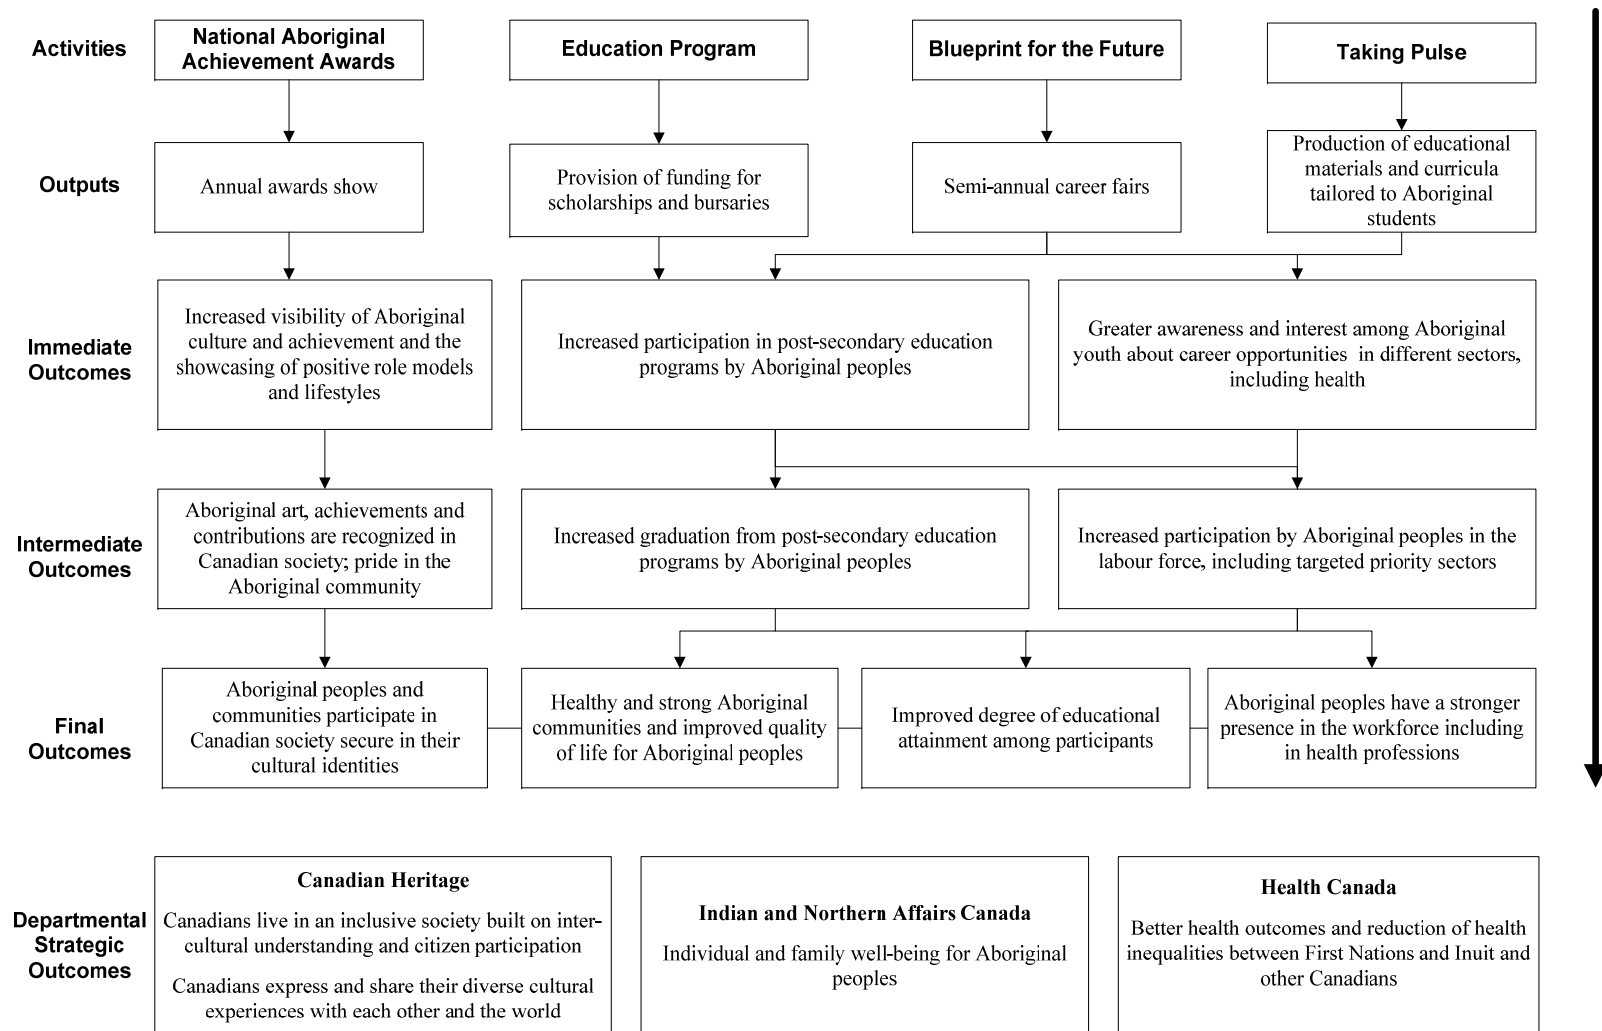 Activities
National Aboriginal
Achievement Awards
Education Program
Blueprint for the Future
Taking Pulse
Outputs
Annual awards show
Provision of funding for
scholarships and bursaries
Semi-annual career fairs
Production of educational
materials and curricula
tailored to Aboriginal
students
Immediate
Outcomes
Increased visibility of Aboriginal
culture and achievement and the
showcasing of positive role models
and lifestyles
Increased participation in post-secondary education
programs by Aboriginal peoples
Greater awareness and interest among Aboriginal
youth about career opportunities in different sectors,
including health
Intermediate
Outcomes
Aboriginal art, achievements and
contributions are recognized in
Canadian society; pride in the
Aboriginal community
Increased graduation from post-secondary education
programs by Aboriginal peoples
Increased participation by Aboriginal peoples in the
labour force, including targeted priority sectors
Final
Outcomes
Aboriginal peoples and
communities participate in
Canadian society secure in their
cultural identities
Healthy and strong Aboriginal
communities and improved quality
of life for Aboriginal peoples
Improved degree of educational
attainment among participants
Aboriginal peoples have a stronger
presence in the workforce including
in health professions
Departmental
Strategic
Outcomes
Canadian Heritage
Canadians live in an inclusive society built on inter-
cultural understanding and citizen participation
Canadians express and share their diverse cultural
experiences with each other and the world
Indian and Northern Affairs Canada
Individual and family well-being for Aboriginal
peoples
Health Canada
Better health outcomes and reduction of health
inequalities between First Nations and Inuit and
other Canadians